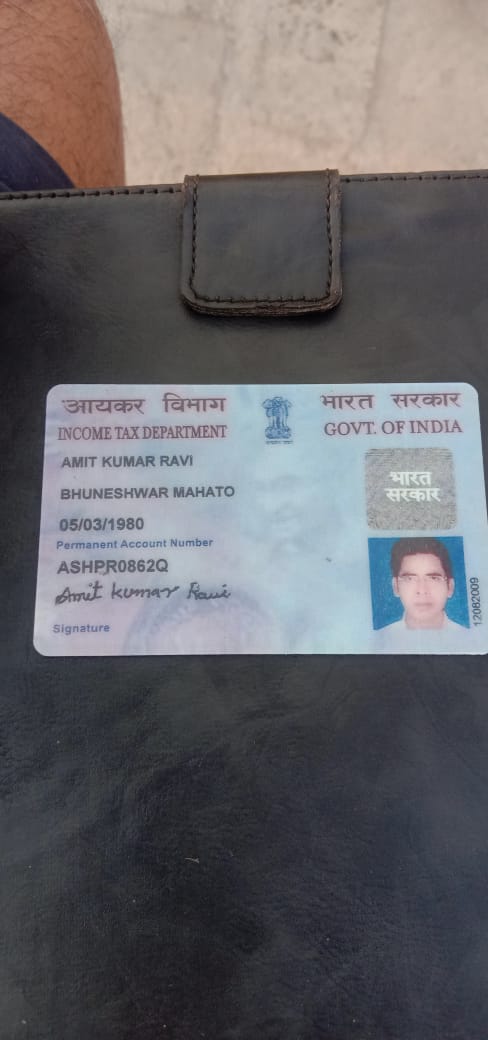 आयकर विभाग
INCOME TAX DEPARTMENT
भारत सरकार
GOVT. OF INDIA
AMIT KUMAR RAVI
BHUNESHWAR MAHATO
05/03/1980
Permanent Account Number
ASHPR0862Q
Amit Kumar Ravi
Signature
भारत
सरकार
12082009